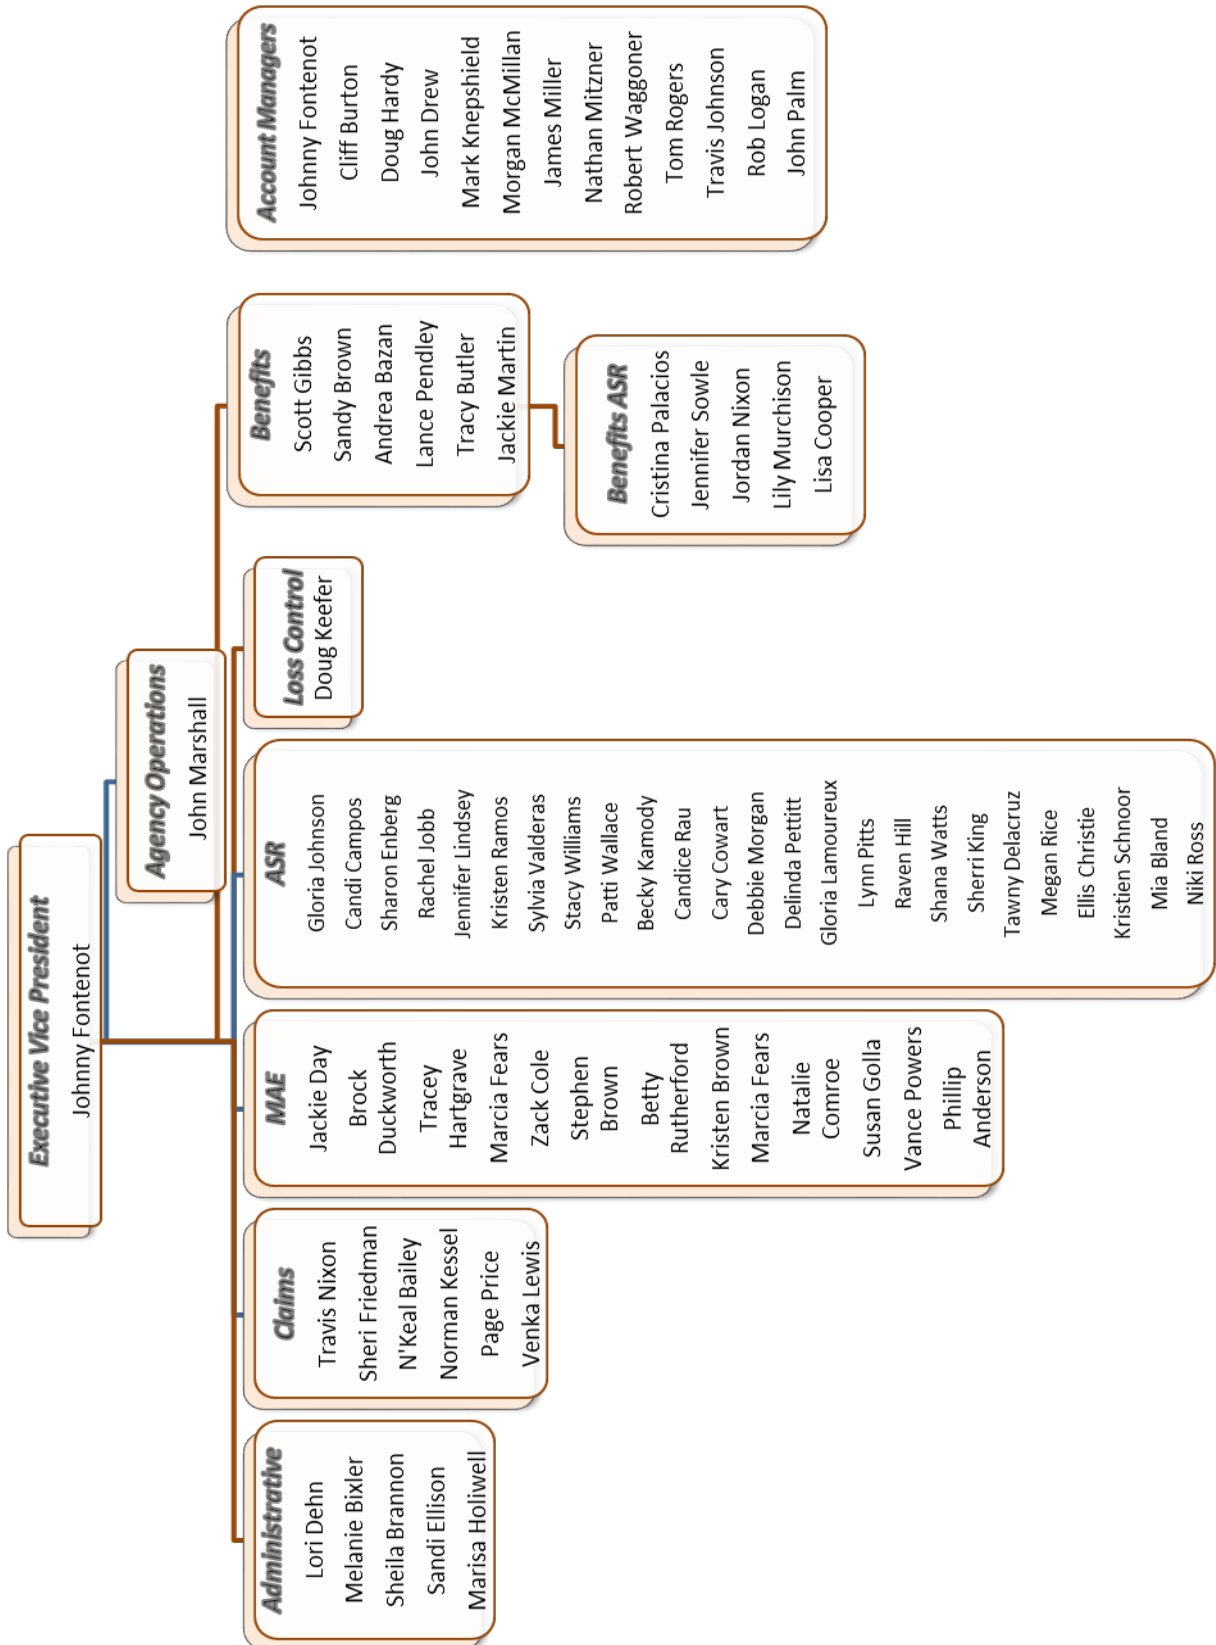 Executive Vice President
Johnny Fontenot
Agency Operations
John Marshall
Administrative
Lori Dehn
Melanie Bixler
Sheila Brannon
Sandi Ellison
Marisa Holiwell
Claims
Travis Nixon
Sheri Friedman
N'Keal Bailey
Norman Kessel
Page Price
Venka Lewis
MAE
Jackie Day
Brock
Duckworth
Tracey
Hartgrave
Marcia Fears
Zack Cole
Stephen
Brown
Betty
Rutherford
Kristen Brown
Marcia Fears
Natalie
Comroe
Susan Golla
Vance Powers
Phillip
Anderson
ASR
Gloria Johnson
Candi Campos
Sharon Enberg
Rachel Jobb
Jennifer Lindsey
Kristen Ramos
Sylvia Valderas
Stacy Williams
Patti Wallace
Becky Kamody
Candice Rau
Cary Cowart
Debbie Morgan
Delinda Pettitt
Gloria Lamoureux
Lynn Pitts
Raven Hill
Shana Watts
Sherri King
Tawny Delacruz
Megan Rice
Ellis Christie
Kristien Schnoor
Mia Bland
Niki Ross
Loss Control
Doug Keefer
Benefits
Scott Gibbs
Sandy Brown
Andrea Bazan
Lance Pendley
Tracy Butler
Jackie Martin
Benefits ASR
Cristina Palacios
Jennifer Sowle
Jordan Nixon
Lily Murchison
Lisa Cooper
Account Managers
Johnny Fontenot
Cliff Burton
Doug Hardy
John Drew
Mark Knepshield
Morgan McMillan
James Miller
Nathan Mitzner
Robert Waggoner
Tom Rogers
Travis Johnson
Rob Logan
John Palm